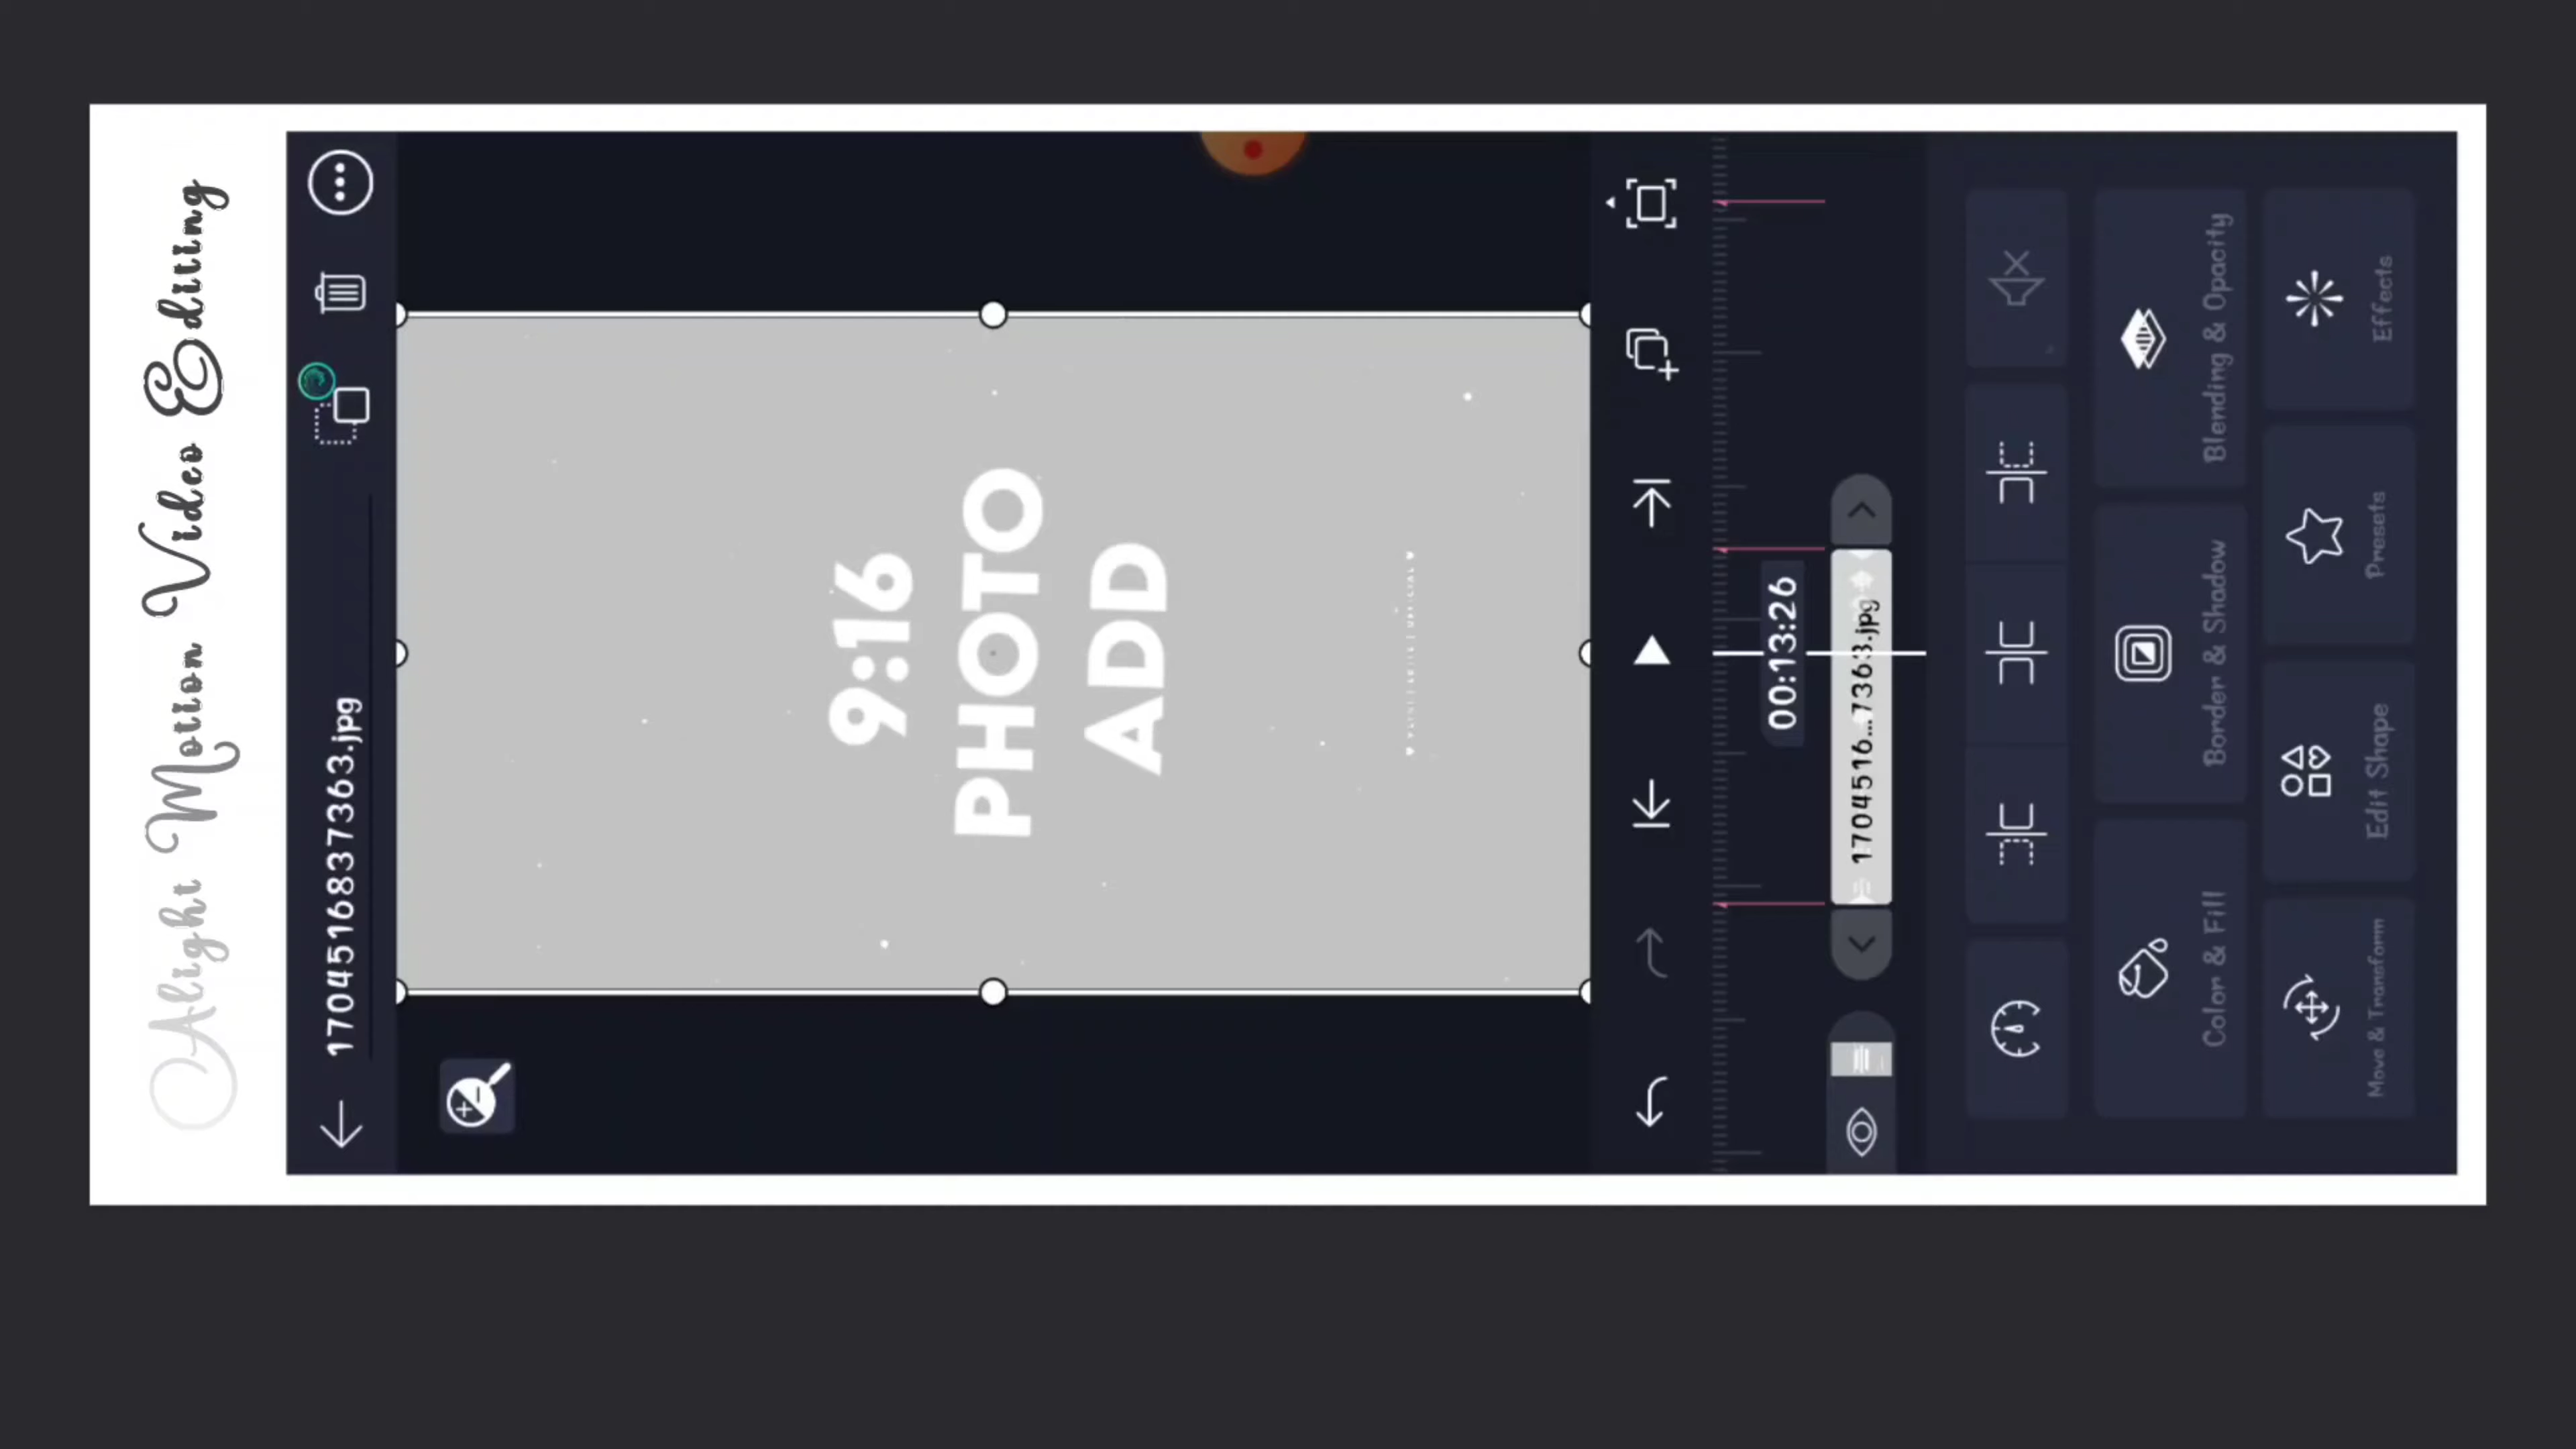 Alight Motion Video Editing
1704516837363.jpg
9:16
PHOTO
ADD
00:13:26
1704516...7363.jpg
Color & Fill
Border & Shadow
Blending & Opacity
Move & Transform
Edit Shape
Presets
Effects